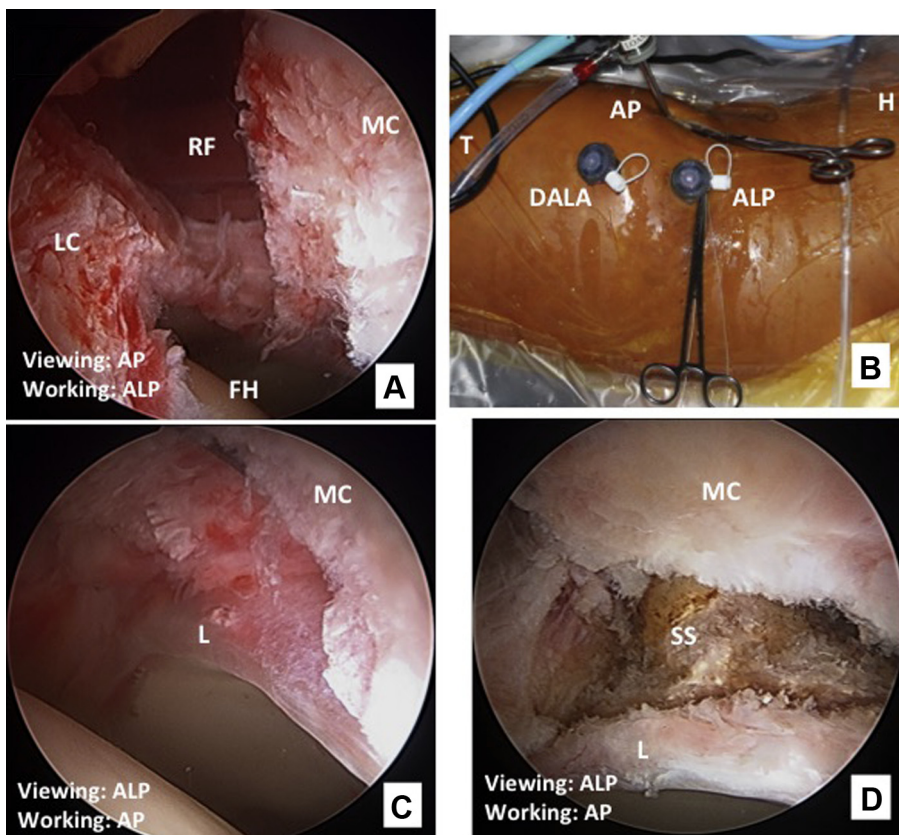 RF
MC
LC
Viewing: AP
Working: ALP
FH
A
AP
H
T
DALA
ALP
B
MC
L
Viewing: ALP
Working: AP
C
MC
SS
L
Viewing: ALP
Working: AP
D